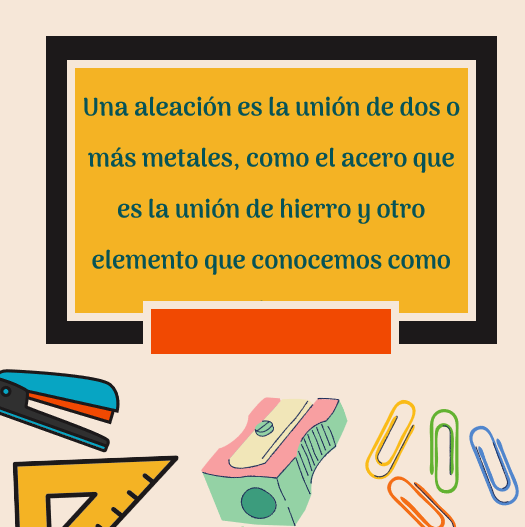 Una aleación es la unión de dos o
más metales, como el acero que
es la unión de hierro y otro
elemento que conocemos como